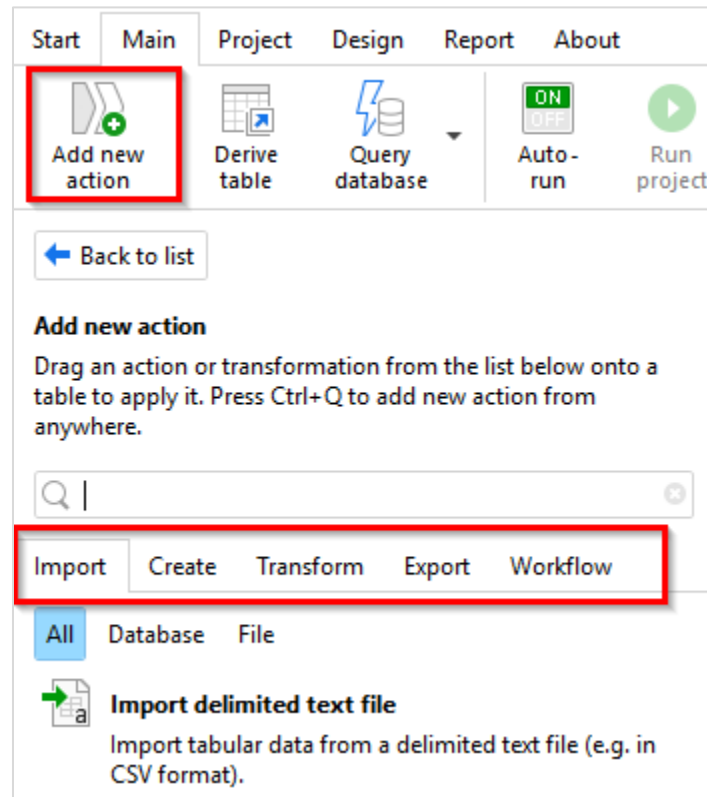 Start Main Project Design Report About
Add new action
Derive table
Query database
ON
OFF
Auto-run
Run project
Back to list
Add new action
Drag an action or transformation from the list below onto a
table to apply it. Press Ctrl+Q to add new action from
anywhere.
Import Create Transform Export Workflow
All Database File
a
Import delimited text file
Import tabular data from a delimited text file (e.g. in
CSV format).